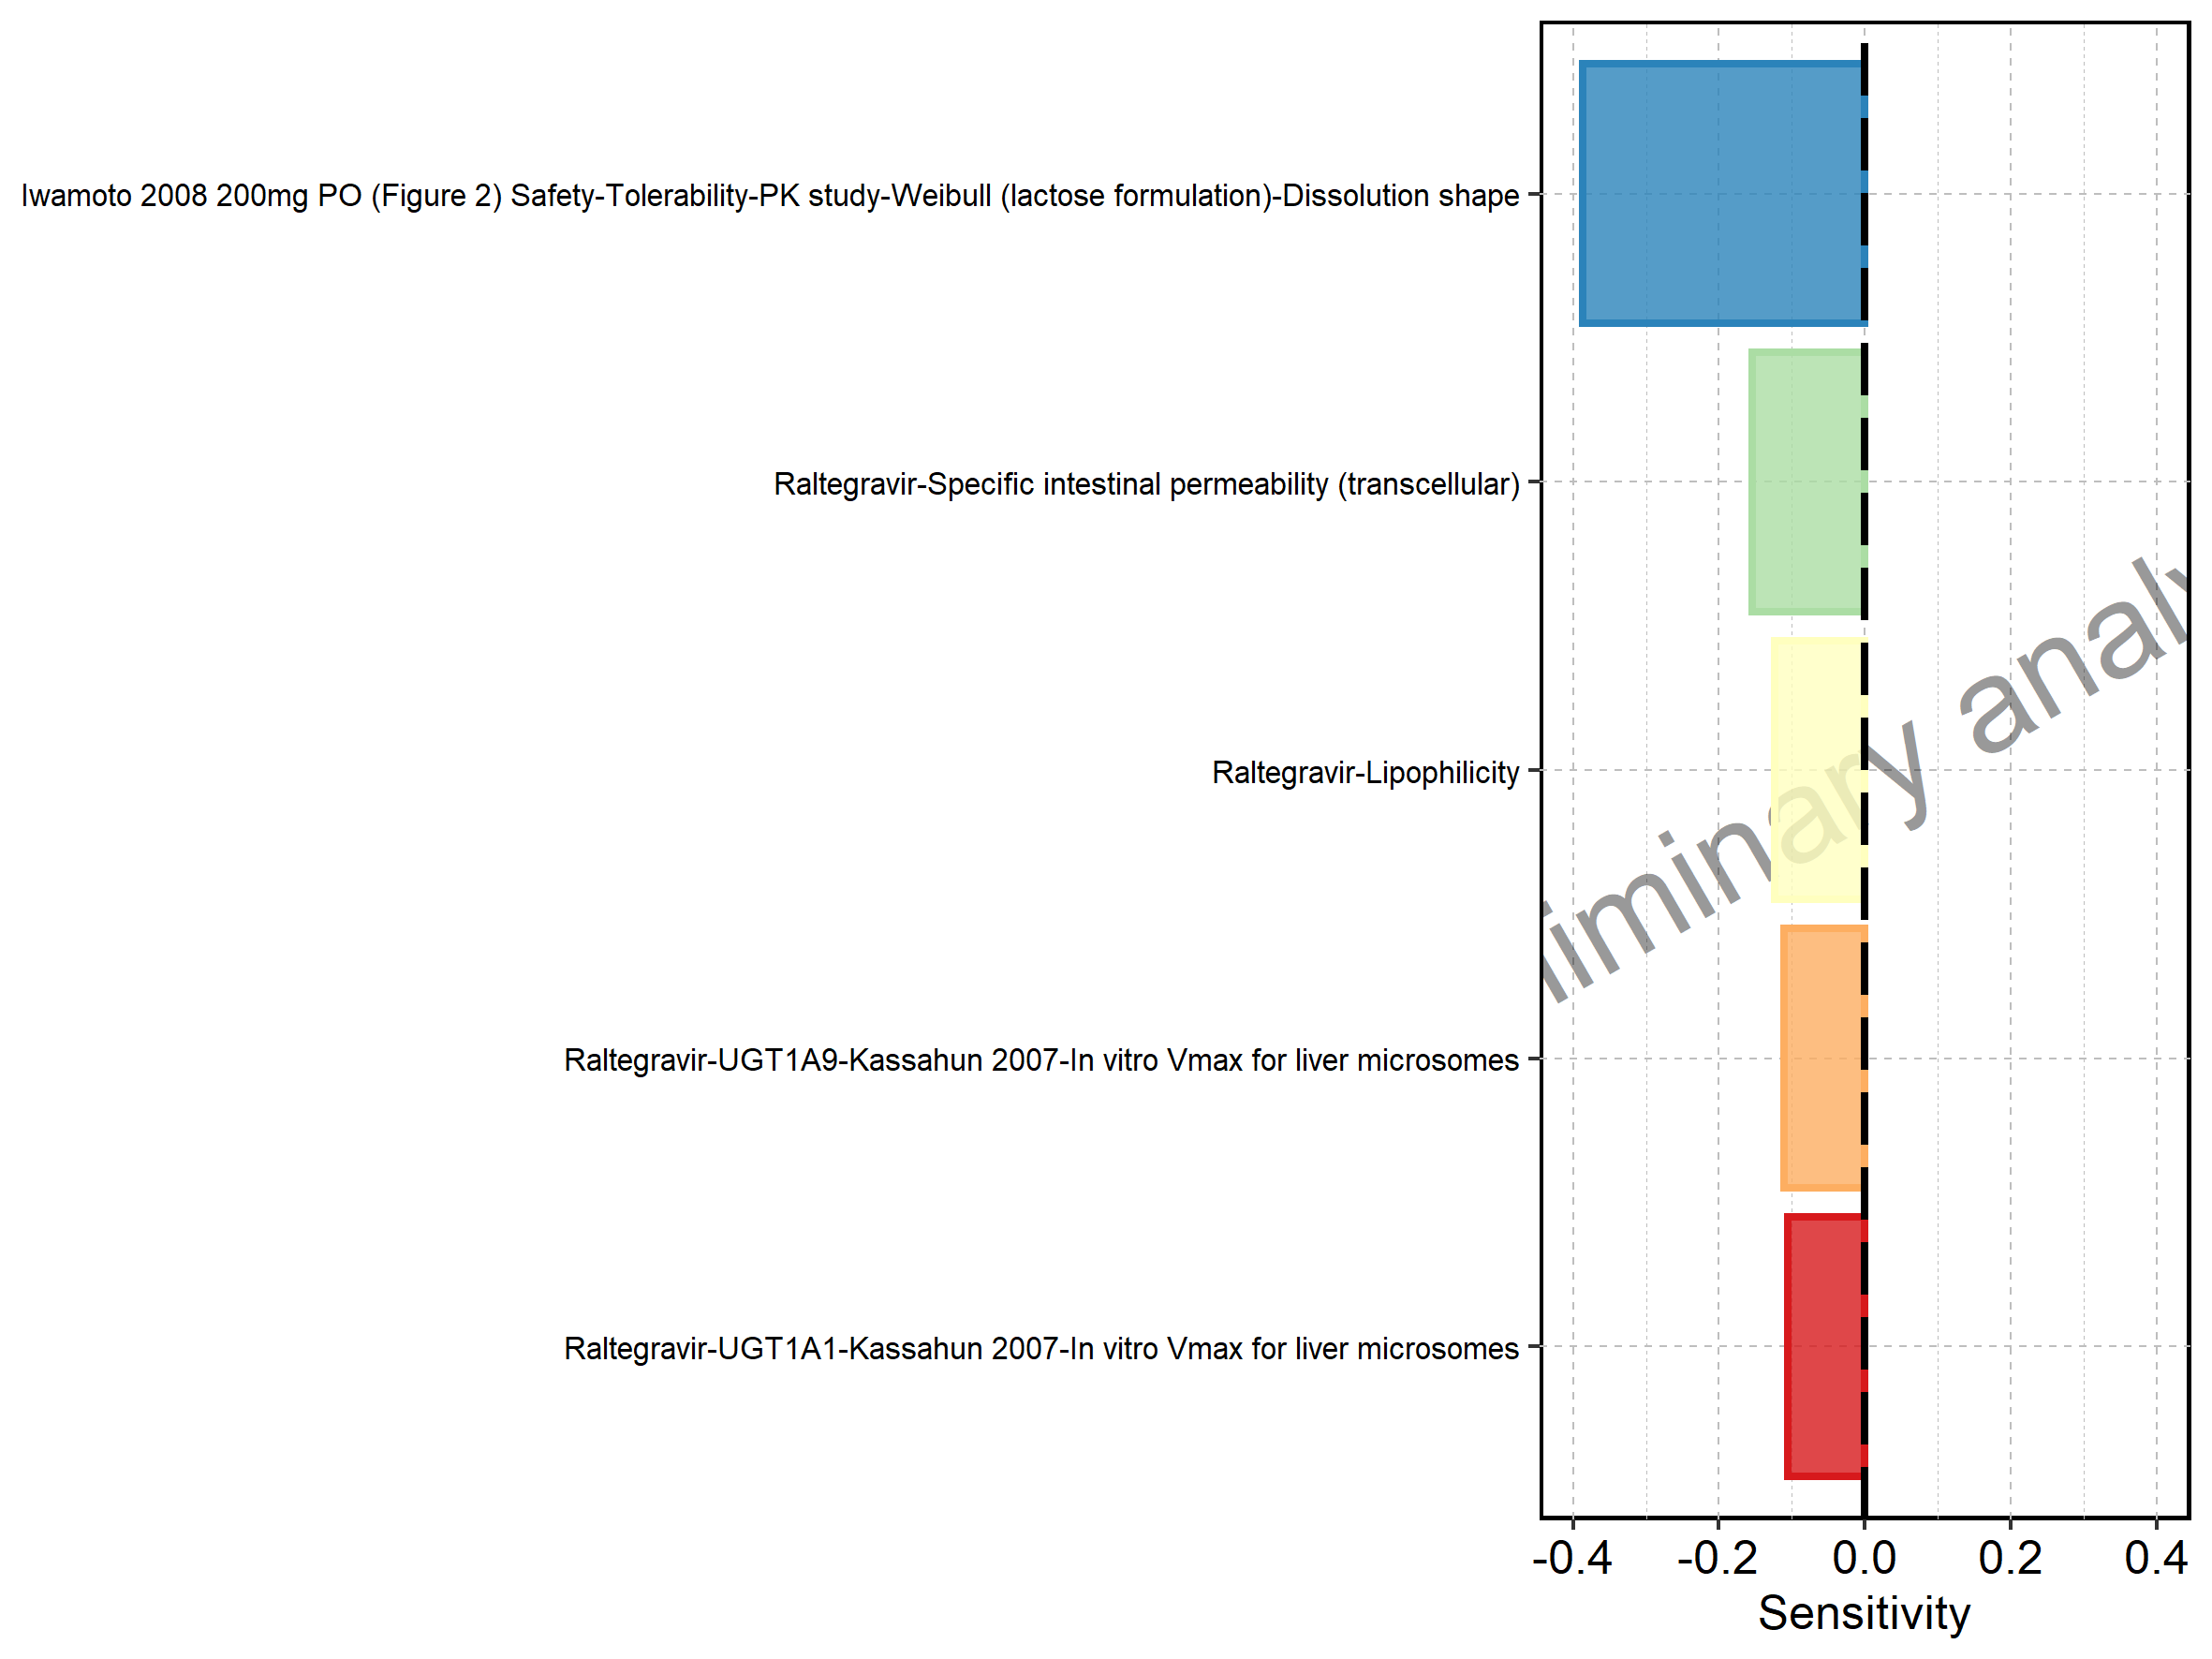 Iwamoto 2008 200mg PO (Figure 2) Safety-Tolerability-PK study-Weibull (lactose formulation)-Dissolution shape
Raltegravir-Specific intestinal permeability (transcellular)
Raltegravir-Lipophilicity
iminary analy
Raltegravir-UGT1A9-Kassahun 2007-In vitro Vmax for liver microsomes
Raltegravir-UGT1A1-Kassahun 2007-In vitro Vmax for liver microsomes
-0.4 -0.2 0.0 0.2 0.4
Sensitivity